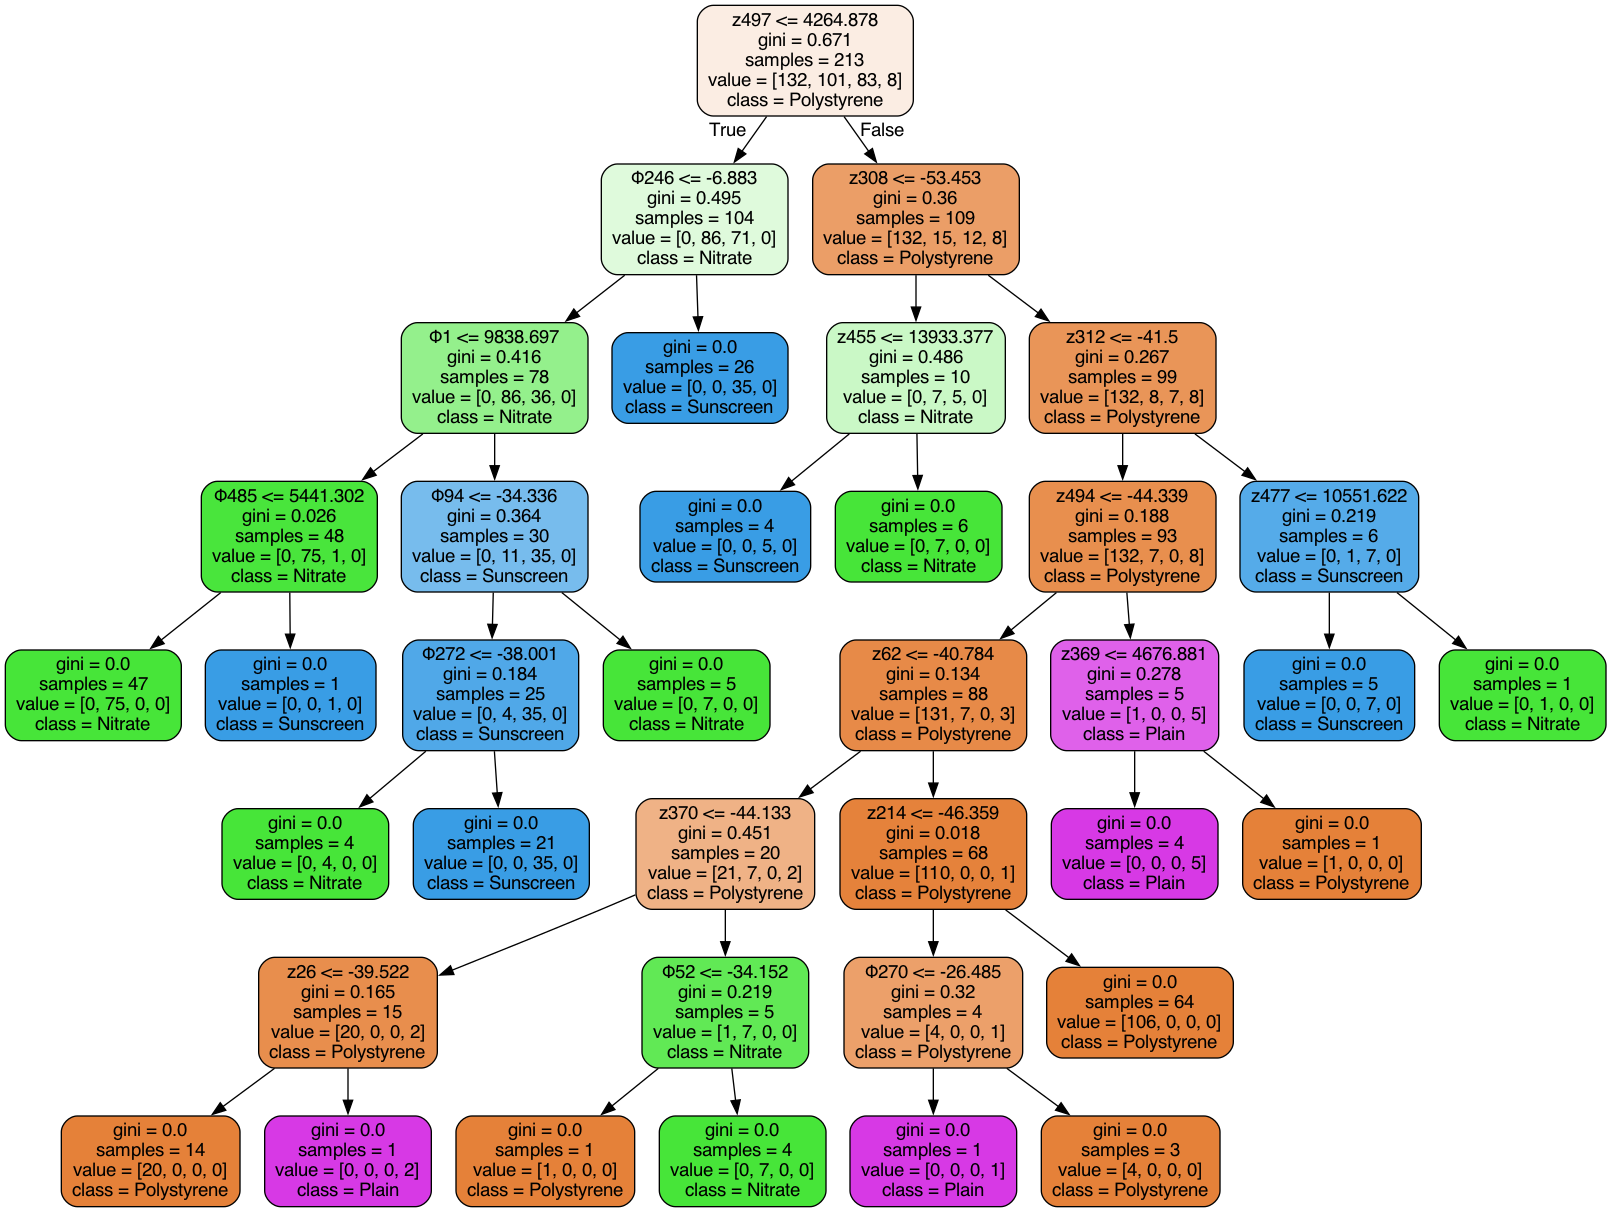 z497 <= 4264.878
gini = 0.671
samples = 213
value = [132, 101, 83, 8]
class = Polystyrene
True
False
Φ246 <= -6.883
gini = 0.495
samples = 104
value = [0, 86, 71, 0]
class = Nitrate
z308 <= -53.453
gini = 0.36
samples = 109
value = [132, 15, 12, 8]
class = Polystyrene
Φ1 <= 9838.697
gini = 0.416
samples = 78
value = [0, 86, 36, 0]
class = Nitrate
gini = 0.0
samples = 26
value = [0, 0, 35, 0]
class = Sunscreen
z455 <= 13933.377
gini = 0.486
samples = 10
value = [0, 7, 5, 0]
class = Nitrate
z312 <= -41.5
gini = 0.267
samples = 99
value = [132, 8, 7, 8]
class = Polystyrene
Φ485 <= 5441.302
gini = 0.026
samples = 48
value = [0, 75, 1, 0]
class = Nitrate
Φ94 <= -34.336
gini = 0.364
samples = 30
value = [0, 11, 35, 0]
class = Sunscreen
gini = 0.0
samples = 4
value = [0, 0, 5, 0]
class = Sunscreen
gini = 0.0
samples = 6
value = [0, 7, 0, 0]
class = Nitrate
z494 <= -44.339
gini = 0.188
samples = 93
value = [132, 7, 0, 8]
class = Polystyrene
z477 <= 10551.622
gini = 0.219
samples = 6
value = [0, 1, 7, 0]
class = Sunscreen
gini = 0.0
samples = 47
value = [0, 75, 0, 0]
class = Nitrate
gini = 0.0
samples = 1
value = [0, 0, 1, 0]
class = Sunscreen
Φ272 <= -38.001
gini = 0.184
samples = 25
value = [0, 4, 35, 0]
class = Sunscreen
gini = 0.0
samples = 5
value = [0, 7, 0, 0]
class = Nitrate
z62 <= -40.784
gini = 0.134
samples = 88
value = [131, 7, 0, 3]
class = Polystyrene
z369 <= 4676.881
gini = 0.278
samples = 5
value = [1, 0, 0, 5]
class = Plain
gini = 0.0
samples = 5
value = [0, 0, 7, 0]
class = Sunscreen
gini = 0.0
samples = 1
value = [0, 1, 0, 0]
class = Nitrate
gini = 0.0
samples = 4
value = [0, 4, 0, 0]
class = Nitrate
gini = 0.0
samples = 21
value = [0, 0, 35, 0]
class = Sunscreen
z370 <= -44.133
gini = 0.451
samples = 20
value = [21, 7, 0, 2]
class = Polystyrene
z214 <= -46.359
gini = 0.018
samples = 68
value = [110, 0, 0, 1]
class = Polystyrene
gini = 0.0
samples = 4
value = [0, 0, 0, 5]
class = Plain
gini = 0.0
samples = 1
value = [1, 0, 0, 0]
class = Polystyrene
z26 <= -39.522
gini = 0.165
samples = 15
value = [20, 0, 0, 2]
class = Polystyrene
Φ52 <= -34.152
gini = 0.219
samples = 5
value = [1, 7, 0, 0]
class = Nitrate
Φ270 <= -26.485
gini = 0.32
samples = 4
value = [4, 0, 0, 1]
class = Polystyrene
gini = 0.0
samples = 64
value = [106, 0, 0, 0]
class = Polystyrene
gini = 0.0
samples = 14
value = [20, 0, 0, 0]
class = Polystyrene
gini = 0.0
samples = 1
value = [0, 0, 0, 2]
class = Plain
gini = 0.0
samples = 1
value = [1, 0, 0, 0]
class = Polystyrene
gini = 0.0
samples = 4
value = [0, 7, 0, 0]
class = Nitrate
gini = 0.0
samples = 1
value = [0, 0, 0, 1]
class = Plain
gini = 0.0
samples = 3
value = [4, 0, 0, 0]
class = Polystyrene